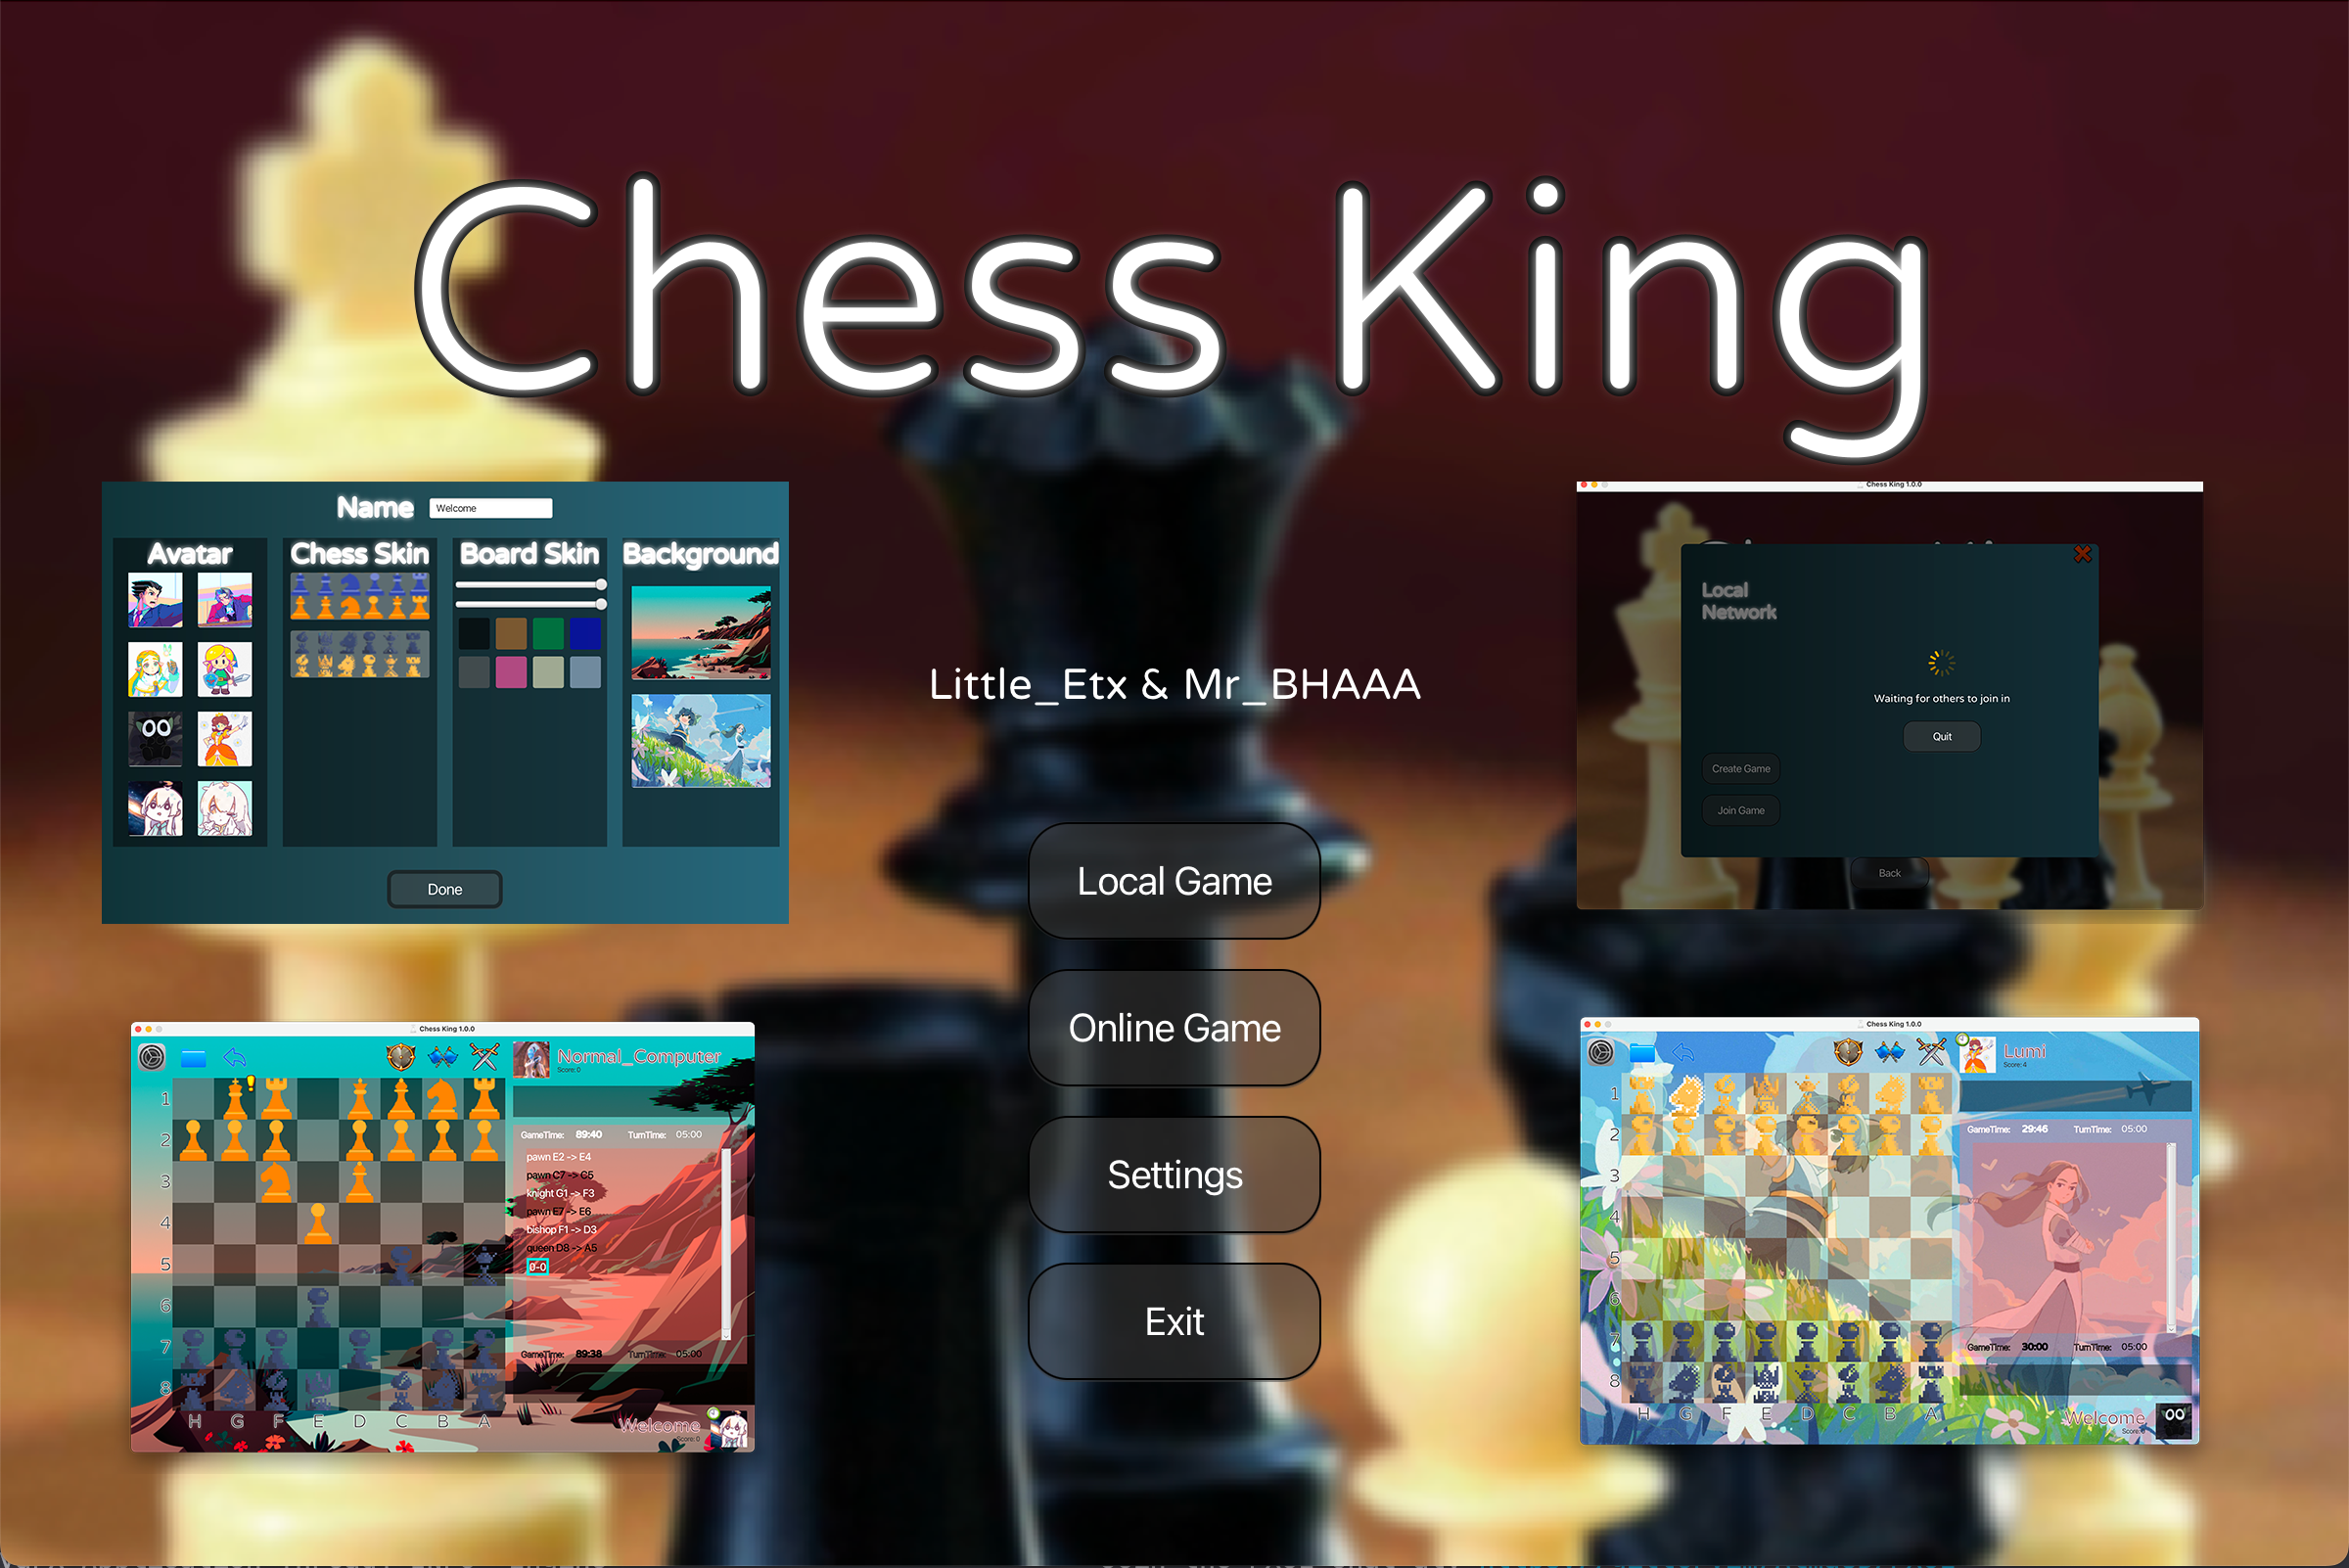 Chess King
Little_Etx & Mr_BHAAA
Local Game
Online Game
Settings
Exit
Name
Welcome
Avatar
Chess Skin
Board Skin
Background
Done
Chess King 1.0.0
Local
Network
Waiting for others to join in
Quit
Create Game
Join Game
Back
Chess King 1.0.0
Normal_Computer
Score: 0
GameTime: 89:40 TurnTime: 05:00
pawn E2 -> E4
pawn C7 -> C5
knight G1 -> F3
pawn E7 -> E6
bishop F1 -> D3
queen D8 -> A5
0-0
GameTime: 89:38 TurnTime: 05:00
Welcome
Score: 0
1
2
3
4
5
6
7
8
H G F E D C B A
Chess King 1.0.0
Lumi
Score: 4
GameTime: 29:46 TurnTime: 05:00
GameTime: 30:00 TurnTime: 05:00
Welcome
1
2
3
4
5
6
7
8
H G F E D C B A